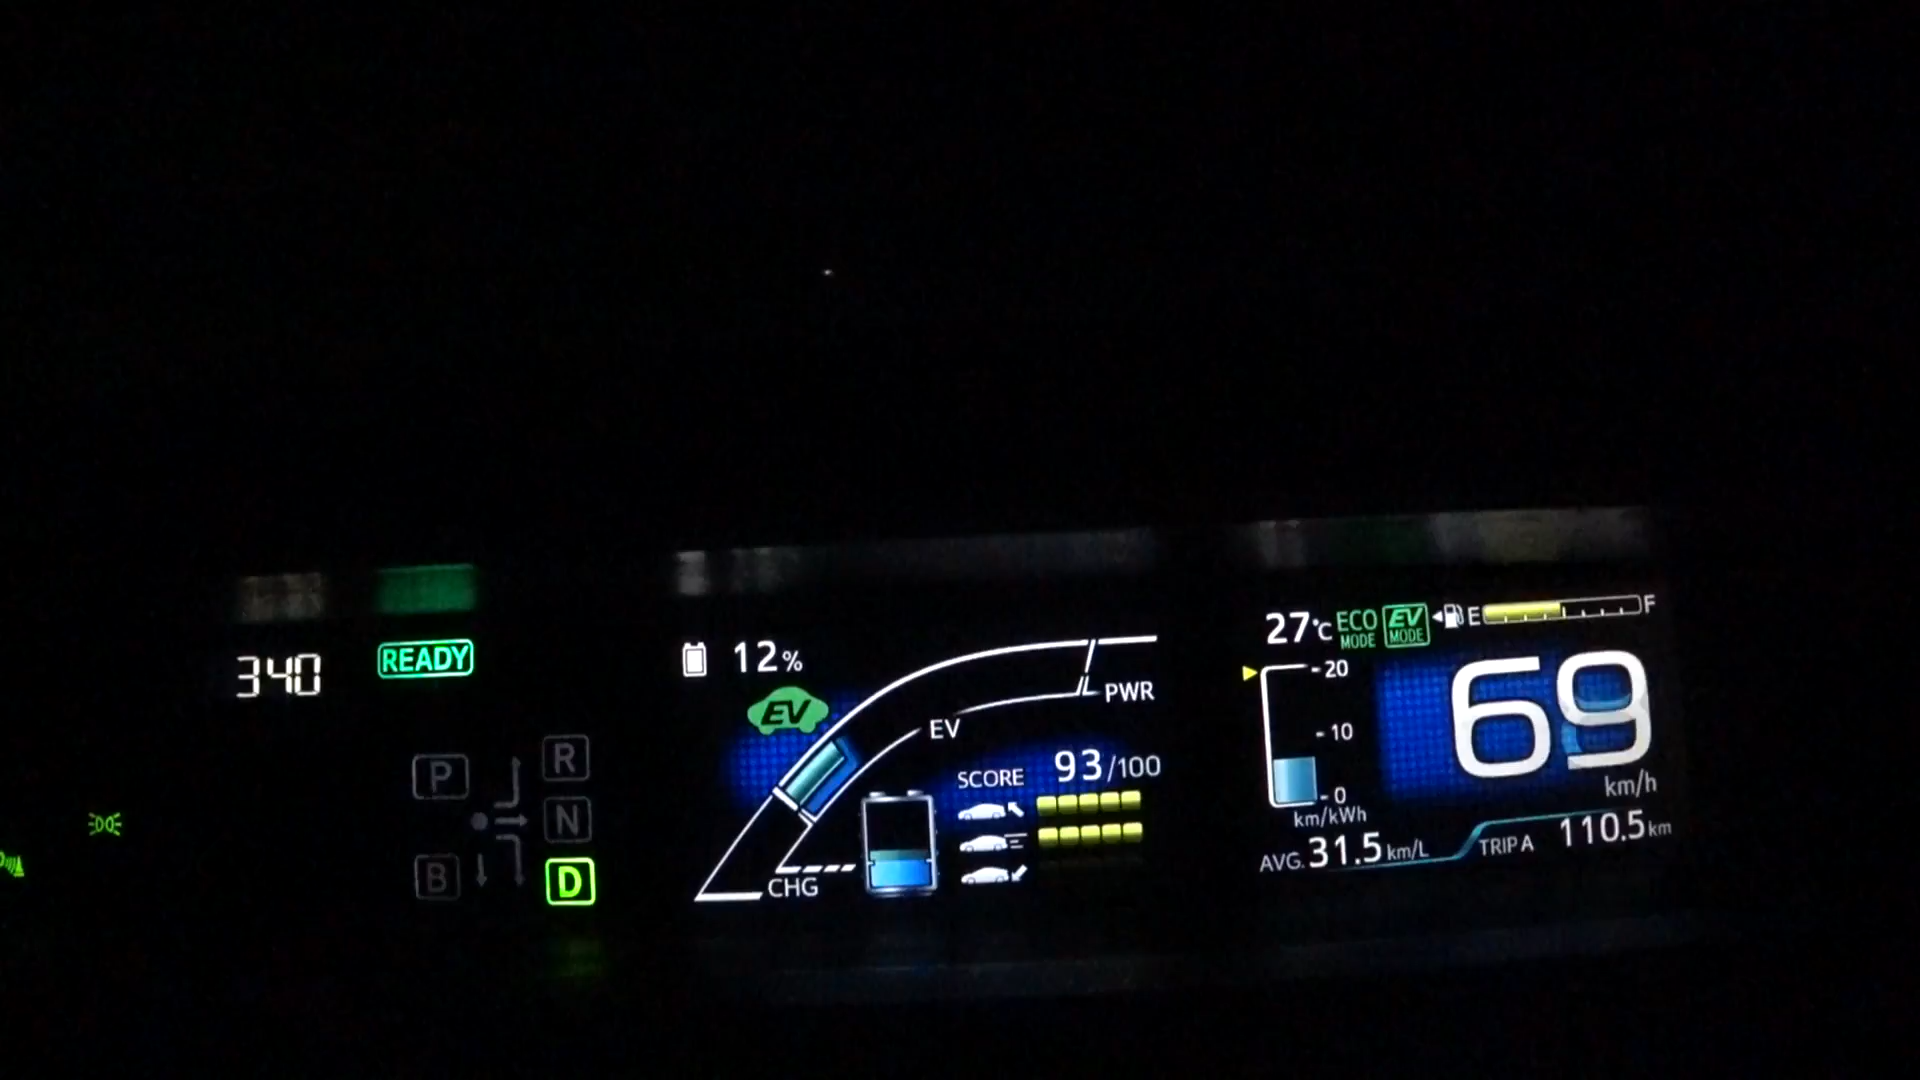 340
READY
P
R
N
B
D
12%
EV
PWR
EV
CHG
SCORE 93/100
27°C ECO MODE EV MODE E F
20
10
0
km/kWh
69
km/h
AVG. 31.5 km/L
TRIP A 110.5 km